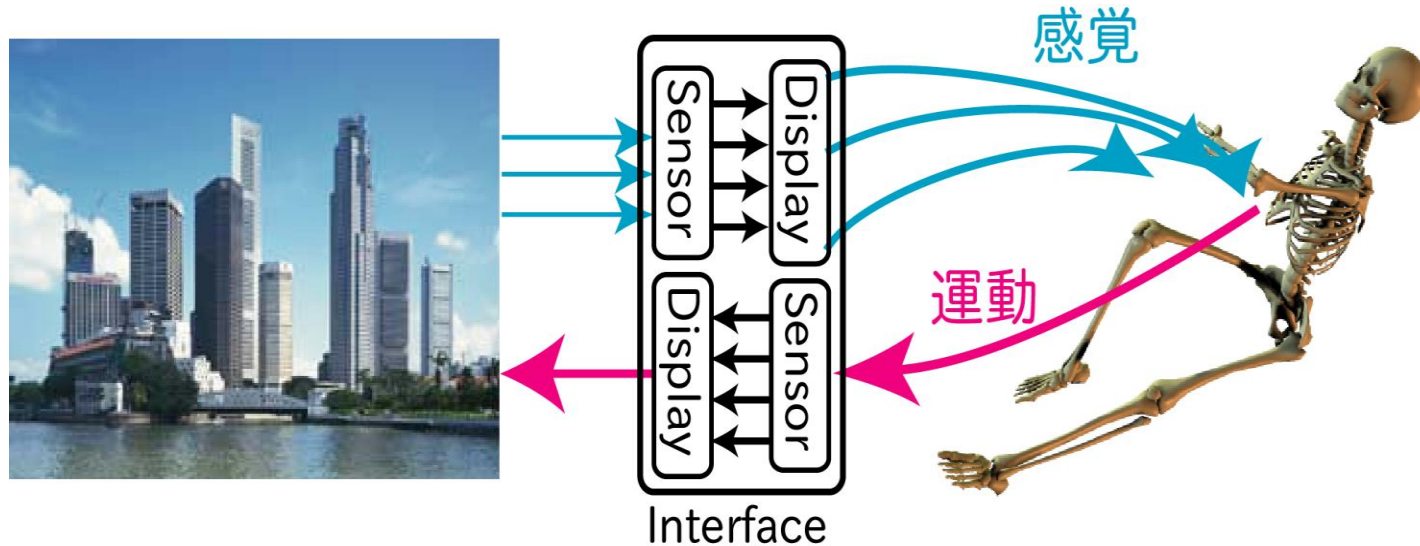 感覚
Sensor
Display
運動
Display
Sensor
Interface